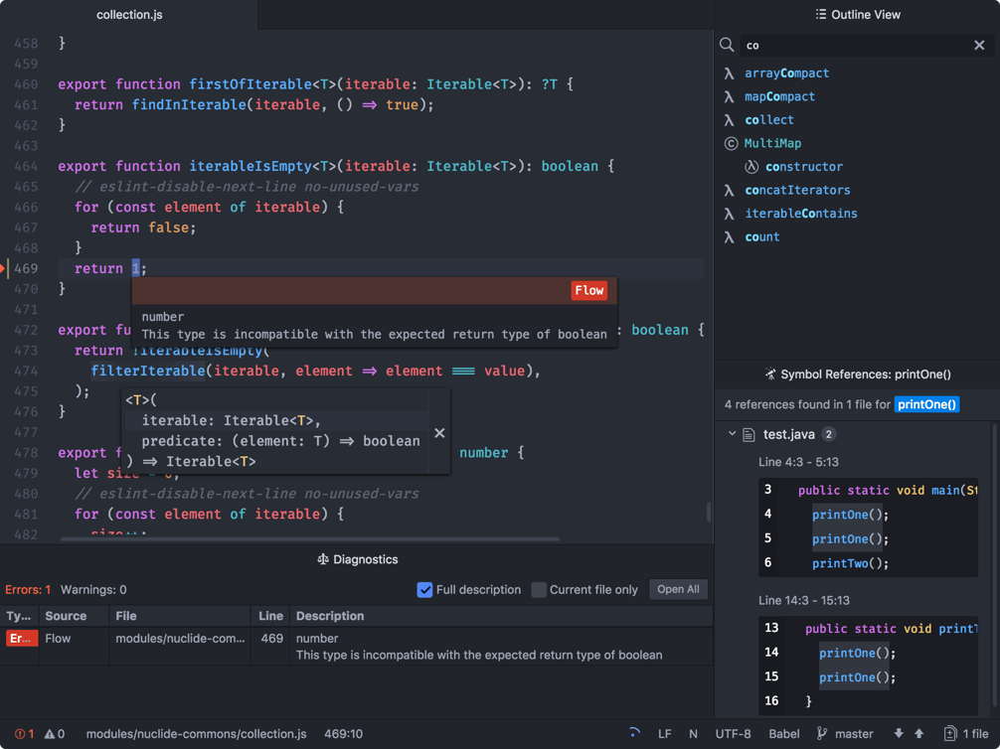 collection.js
458 }
459
460 export function firstOfIterable<T>(iterable: Iterable<T>): ?T {
461 return findInIterable(iterable, () => true);
462 }
463
464 export function iterableIsEmpty<T>(iterable: Iterable<T>): boolean {
465 // eslint-disable-next-line no-unused-vars
466 for (const element of iterable) {
467 return false;
468 }
469 return 1;
Flow
number
This type is incompatible with the expected return type of boolean
470 }
471
472 export fu : boolean {
473 return !iterableIsEmpty(
474 filterIterable(iterable, element => element === value),
475 );
<T>(
iterable: Iterable<T>,
predicate: (element: T) => boolean
) => Iterable<T>
476 }
477
478 export f number {
479 let size = 0;
480 // eslint-disable-next-line no-unused-vars
481 for (const element of iterable) {
482 size++;
Diagnostics
Errors: 1 Warnings: 0 Full description Current file only Open All
Ty... Source File Line Description
Er... Flow modules/nuclide-com... 469 number
This type is incompatible with the expected return type of boolean
Outline View
co
λ arrayCompact
λ mapCompact
λ collect
C MultiMap
λ constructor
λ concatIterators
λ iterableContains
λ count
Symbol References: printOne()
4 references found in 1 file for printOne()
test.java 2
Line 4:3 - 5:13
3 public static void main(St
4 printOne();
5 printOne();
6 printTwo();
Line 14:3 - 15:13
13 public static void printT
14 printOne();
15 printOne();
16 }
1 0 modules/nuclide-commons/collection.js 469:10 LF N UTF-8 Babel master 1 file